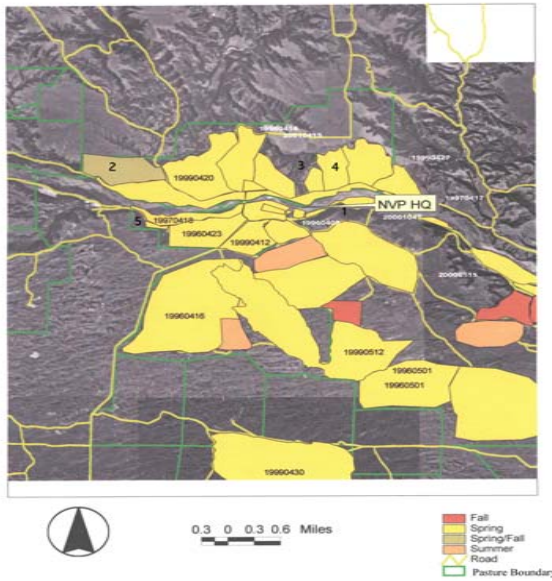 2
3
4
19990420
NVP HQ
1
5
19970418
19960423
19990412
19960416
19990512
19960501
19960501
19990430
0.3 0 0.3 0.6 Miles
Fall
Spring
Spring/Fall
Summer
Road
Pasture Boundary